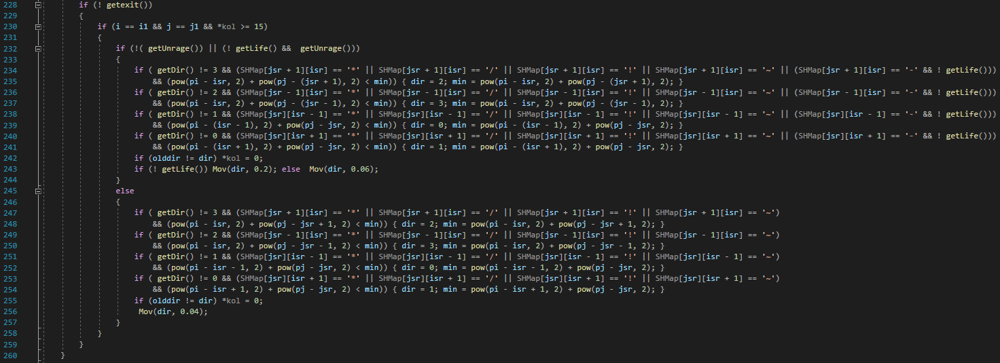 228 if (! getexit())
229 {
230 if (i == i1 && j == j1 && *kol >= 15)
231 {
232 if (!( getUnrage()) || (! getLife() &&  getUnrage()))
233 {
234 if ( getDir() != 3 && (SHMap[jsr + 1][isr] == '*' || SHMap[jsr + 1][isr] == '/' || SHMap[jsr + 1][isr] == '!' || SHMap[jsr + 1][isr] == '~' || (SHMap[jsr + 1][isr] == '-' && ! getLife()))
235 && (pow(pi - isr, 2) + pow(pj - (jsr + 1), 2) < min)) { dir = 2; min = pow(pi - isr, 2) + pow(pj - (jsr + 1), 2); }
236 if ( getDir() != 2 && (SHMap[jsr - 1][isr] == '*' || SHMap[jsr - 1][isr] == '/' || SHMap[jsr - 1][isr] == '!' || SHMap[jsr - 1][isr] == '~' || (SHMap[jsr - 1][isr] == '-' && ! getLife()))
237 && (pow(pi - isr, 2) + pow(pj - (jsr - 1), 2) < min)) { dir = 3; min = pow(pi - isr, 2) + pow(pj - (jsr - 1), 2); }
238 if ( getDir() != 1 && (SHMap[jsr][isr - 1] == '*' || SHMap[jsr][isr - 1] == '/' || SHMap[jsr][isr - 1] == '!' || SHMap[jsr][isr - 1] == '~' || (SHMap[jsr][isr - 1] == '-' && ! getLife()))
239 && (pow(pi - (isr - 1), 2) + pow(pj - jsr, 2) < min)) { dir = 0; min = pow(pi - (isr - 1), 2) + pow(pj - jsr, 2); }
240 if ( getDir() != 0 && (SHMap[jsr][isr + 1] == '*' || SHMap[jsr][isr + 1] == '/' || SHMap[jsr][isr + 1] == '!' || SHMap[jsr][isr + 1] == '~' || (SHMap[jsr][isr + 1] == '-' && ! getLife()))
241 && (pow(pi - (isr + 1), 2) + pow(pj - jsr, 2) < min)) { dir = 1; min = pow(pi - (isr + 1), 2) + pow(pj - jsr, 2); }
242 if (olddir != dir) *kol = 0;
243 if (! getLife()) Mov(dir, 0.2); else  Mov(dir, 0.06);
244 }
245 else
246 {
247 if ( getDir() != 3 && (SHMap[jsr + 1][isr] == '*' || SHMap[jsr + 1][isr] == '/' || SHMap[jsr + 1][isr] == '!' || SHMap[jsr + 1][isr] == '~')
248 && (pow(pi - isr, 2) + pow(pj - jsr + 1, 2) < min)) { dir = 2; min = pow(pi - isr, 2) + pow(pj - jsr + 1, 2); }
249 if ( getDir() != 2 && (SHMap[jsr - 1][isr] == '*' || SHMap[jsr - 1][isr] == '/' || SHMap[jsr - 1][isr] == '!' || SHMap[jsr - 1][isr] == '~')
250 && (pow(pi - isr, 2) + pow(pj - jsr - 1, 2) < min)) { dir = 3; min = pow(pi - isr, 2) + pow(pj - jsr - 1, 2); }
251 if ( getDir() != 1 && (SHMap[jsr][isr - 1] == '*' || SHMap[jsr][isr - 1] == '/' || SHMap[jsr][isr - 1] == '!' || SHMap[jsr][isr - 1] == '~')
252 && (pow(pi - isr - 1, 2) + pow(pj - jsr, 2) < min)) { dir = 0; min = pow(pi - isr - 1, 2) + pow(pj - jsr, 2); }
253 if ( getDir() != 0 && (SHMap[jsr][isr + 1] == '*' || SHMap[jsr][isr + 1] == '/' || SHMap[jsr][isr + 1] == '!' || SHMap[jsr][isr + 1] == '~')
254 && (pow(pi - isr + 1, 2) + pow(pj - jsr, 2) < min)) { dir = 1; min = pow(pi - isr + 1, 2) + pow(pj - jsr, 2); }
255 if (olddir != dir) *kol = 0;
256 Mov(dir, 0.04);
257 }
258 }
259 }
260 }